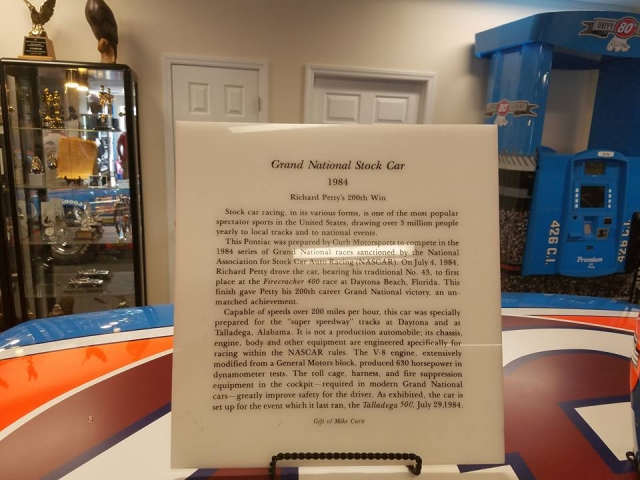 Grand National Stock Car
1984
Richard Petty's 200th Win
Stock car racing, in its various forms, is one of the most popular
spectator sports in the United States, drawing over 3 million people
yearly to local tracks and to national events.
This Pontiac was prepared by Curb Motorsports to compete in the
1984 series of Grand National races sanctioned by the National
Association for Stock Car Auto Racing (NASCAR). On July 4, 1984,
Richard Petty drove the car, bearing his traditional No. 43, to first
place at the Firecracker 400 race at Daytona Beach, Florida. This
finish gave Petty his 200th career Grand National victory, an un-
matched achievement.
Capable of speeds over 200 miles per hour, this car was specially
prepared for the "super speedway" tracks at Daytona and at
Talladega, Alabama. It is not a production automobile; its chassis,
engine, body and other equipment are engineered specifically for
racing within the NASCAR rules. The V-8 engine, extensively
modified from a General Motors block, produced 630 horsepower in
dynamometer tests. The roll cage, harness, and fire suppression
equipment in the cockpit—required in modern Grand National
cars—greatly improve safety for the driver. As exhibited, the car is
set up for the event which it last ran, the Talladega 500, July 29, 1984.
Gift of Mike Curb
80
80
426 C.I.
Premium
426 C.I.